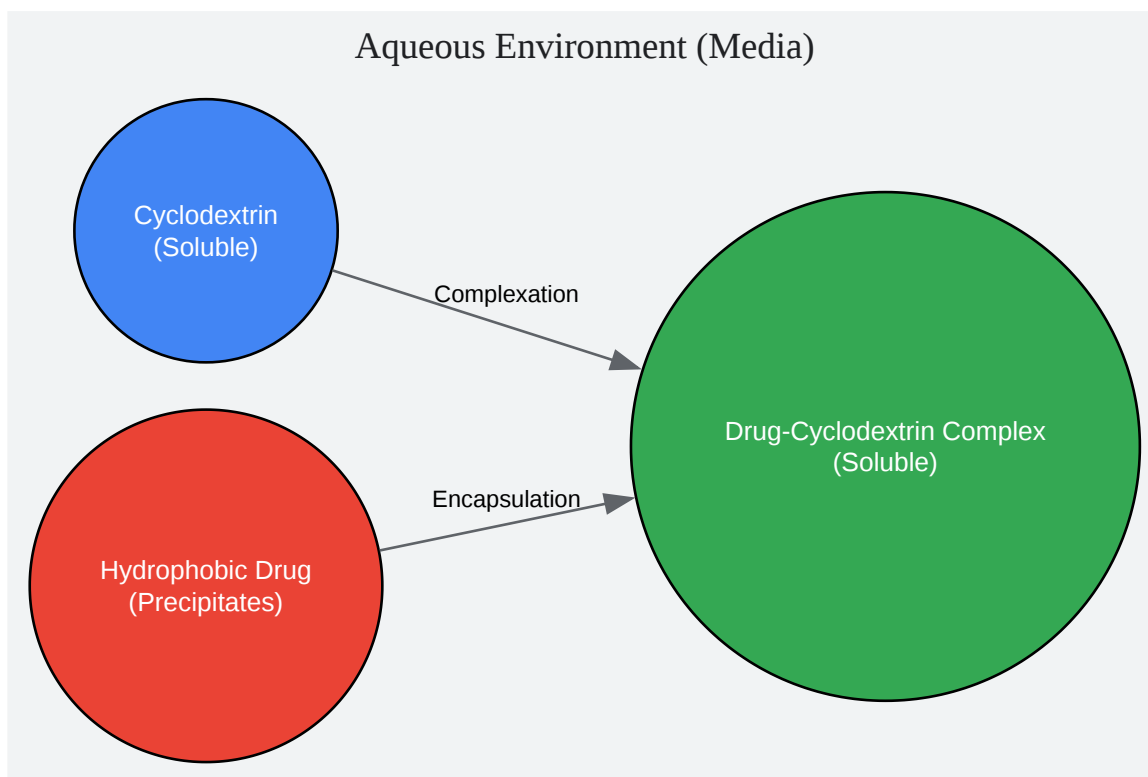 Aqueous Environment (Media)
Cyclodextrin
(Soluble)
Complexation
Drug-Cyclodextrin Complex
(Soluble)
Encapsulation
Hydrophobic Drug
(Precipitates)